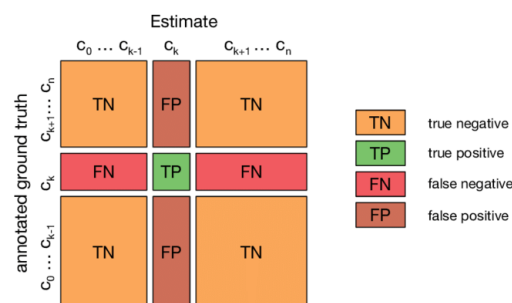 Estimate
c0 ... ck-1 ck ck+1 ... cn
annotated ground truth
ck+1 ... cn
TN FP TN
ck
FN TP FN
c0 ... ck-1
TN FP TN
TN true negative
TP true positive
FN false negative
FP false positive